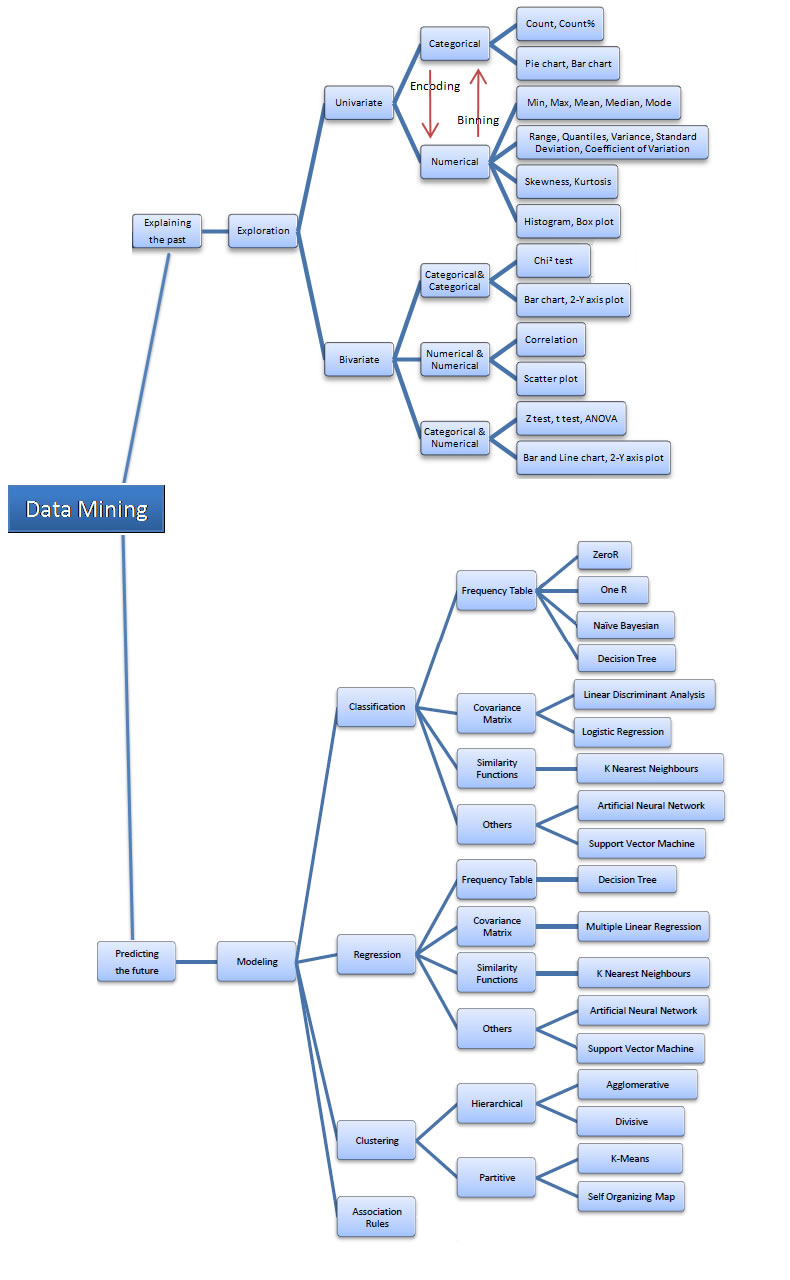 Count, Count%
Categorical
Pie chart, Bar chart
Encoding
Univariate
Min, Max, Mean, Median, Mode
Binning
Range, Quantiles, Variance, Standard
Deviation, Coefficient of Variation
Numerical
Skewness, Kurtosis
Histogram, Box plot
Explaining
the past
Exploration
Chi² test
Categorical&
Categorical
Bar chart, 2-Y axis plot
Correlation
Bivariate
Numerical &
Numerical
Scatter plot
Z test, t test, ANOVA
Categorical &
Numerical
Bar and Line chart, 2-Y axis plot
Data Mining
ZeroR
Frequency Table
One R
Naïve Bayesian
Decision Tree
Linear Discriminant Analysis
Classification
Covariance
Matrix
Logistic Regression
Similarity
Functions
K Nearest Neighbours
Artificial Neural Network
Others
Support Vector Machine
Frequency Table
Decision Tree
Covariance
Matrix
Multiple Linear Regression
Predicting
the future
Modeling
Regression
Similarity
Functions
K Nearest Neighbours
Artificial Neural Network
Others
Support Vector Machine
Agglomerative
Hierarchical
Divisive
Clustering
K-Means
Partitive
Self Organizing Map
Association
Rules